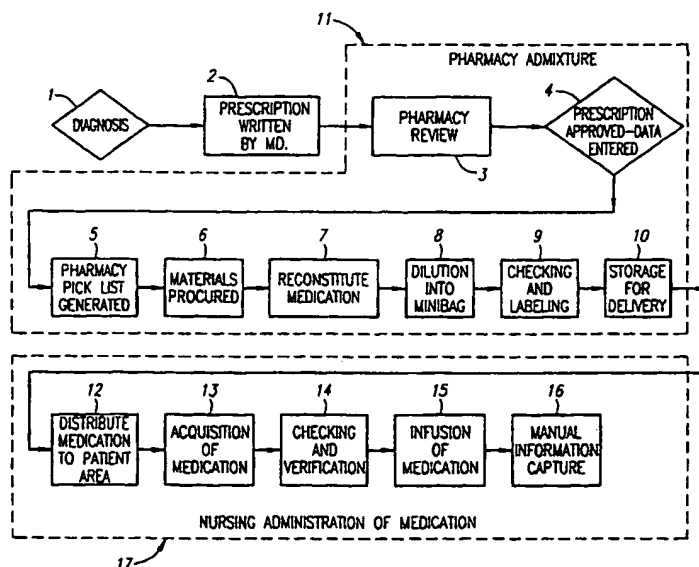 11
PHARMACY ADMIXTURE
1
DIAGNOSIS
2
PRESCRIPTION
WRITTEN
BY MD.
PHARMACY
REVIEW
3
4
PRESCRIPTION
APPROVED-DATA
ENTERED
5
PHARMACY
PICK LIST
GENERATED
6
MATERIALS
PROCURED
7
RECONSTITUTE
MEDICATION
8
DILUTION
INTO
MINIBAG
9
CHECKING
AND
LABELING
10
STORAGE
FOR
DELIVERY
12
DISTRIBUTE
MEDICATION
TO PATIENT
AREA
13
ACQUISITION
OF
MEDICATION
14
CHECKING
AND
VERIFICATION
15
INFUSION
OF
MEDICATION
16
MANUAL
INFORMATION
CAPTURE
NURSING ADMINISTRATION OF MEDICATION
17